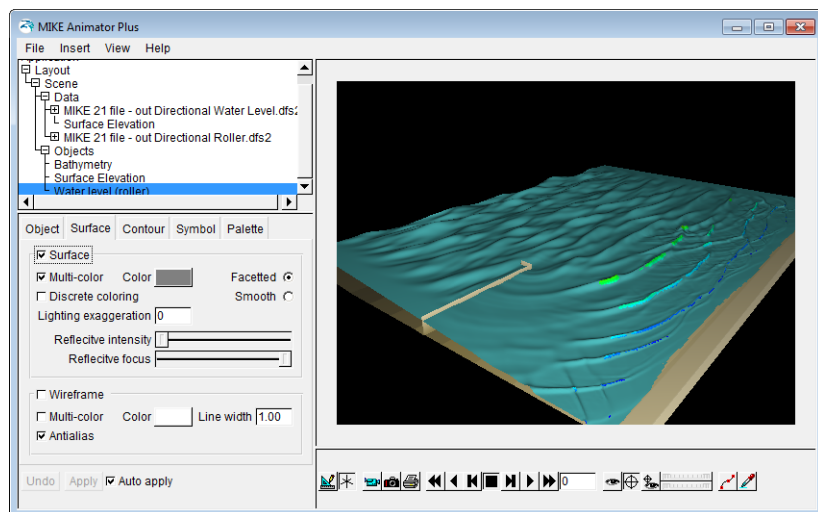 MIKE Animator Plus
File Insert View Help
Application
Layout
Scene
Data
MIKE 21 file - out Directional Water Level.dfs2
Surface Elevation
MIKE 21 file - out Directional Roller.dfs2
Objects
Bathymetry
Surface Elevation
Water level (roller)
Object Surface Contour Symbol Palette
Surface
Multi-color Color Facetted
Discrete coloring Smooth
Lighting exaggeration 0
Reflecitve intensity
Reflecitve focus
Wireframe
Multi-color Color Line width 1.00
Antialias
Undo Apply Auto apply
0